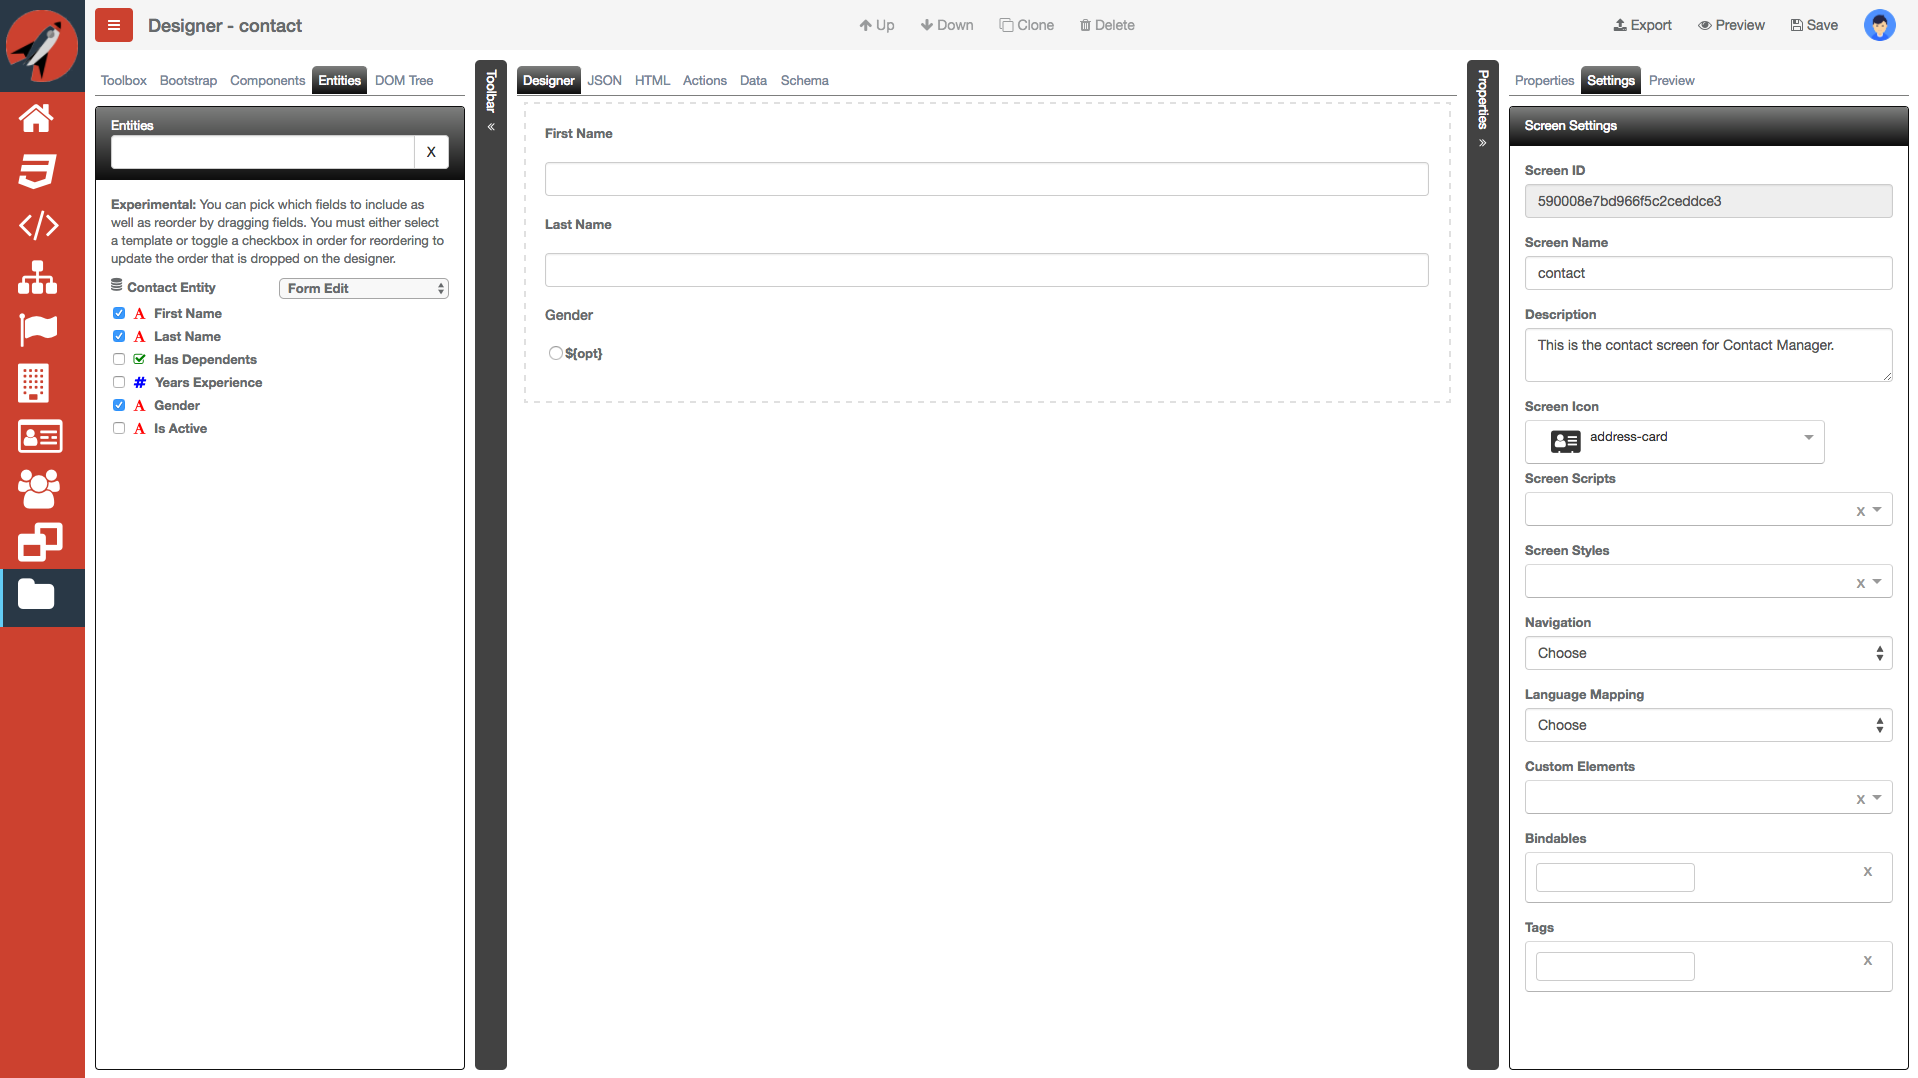 Designer - contact
Up
Down
Clone
Delete
Export
Preview
Save
Toolbox
Bootstrap
Components
Entities
DOM Tree
Entities
X
Experimental: You can pick which fields to include as
well as reorder by dragging fields. You must either select
a template or toggle a checkbox in order for reordering to
update the order that is dropped on the designer.
Contact Entity
Form Edit
A First Name
A Last Name
Has Dependents
# Years Experience
A Gender
A Is Active
Toolbar «
Designer
JSON
HTML
Actions
Data
Schema
First Name
Last Name
Gender
${opt}
Properties »
Properties
Settings
Preview
Screen Settings
Screen ID
590008e7bd966f5c2ceddce3
Screen Name
contact
Description
This is the contact screen for Contact Manager.
Screen Icon
address-card
Screen Scripts
x
Screen Styles
x
Navigation
Choose
Language Mapping
Choose
Custom Elements
x
Bindables
X
Tags
X